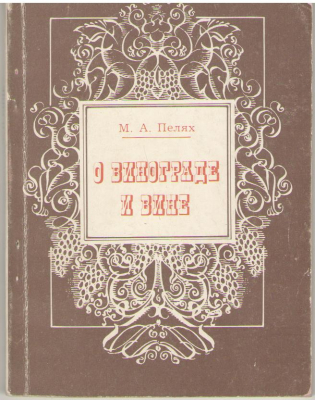 М. А. Пелях
О ВИНОГРАДЕ
И ВИНЕ